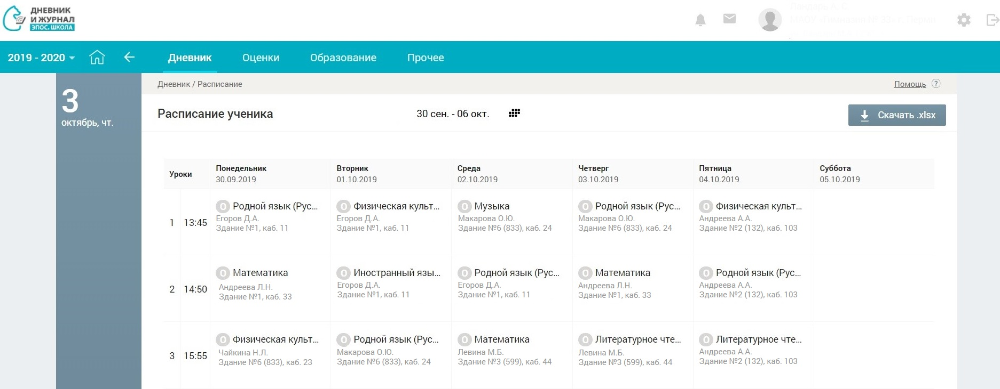 ДНЕВНИК
И ЖУРНАЛ
ЭПОС.ШКОЛА
Ландарь А. С.
МАОУ «Гимназия № 33» г. Перми
2019 - 2020
Дневник Оценки Образование Прочее
3
октябрь, чт.
Дневник / Расписание
Помощь ?
Расписание ученика
30 сен. - 06 окт.
Скачать .xlsx
Уроки
Понедельник
30.09.2019
Вторник
01.10.2019
Среда
02.10.2019
Четверг
03.10.2019
Пятница
04.10.2019
Суббота
05.10.2019
1 13:45
О Родной язык (Рус...
Егоров Д.А.
Здание №1, каб. 11
О Физическая культ...
Егоров Д.А.
Здание №1, каб. 11
О Музыка
Макарова О.Ю.
Здание №6 (833), каб. 24
О Родной язык (Рус...
Макарова О.Ю.
Здание №6 (833), каб. 24
О Физическая культ...
Андреева А.А.
Здание №2 (132), каб. 103
2 14:50
О Математика
Андреева Л.Н.
Здание №1, каб. 33
О Иностранный язы...
Егоров Д.А.
Здание №1, каб. 11
О Родной язык (Рус...
Егоров Д.А.
Здание №1, каб. 11
О Математика
Андреева Л.Н.
Здание №1, каб. 33
О Родной язык (Рус...
Андреева А.А.
Здание №2 (132), каб. 103
3 15:55
О Физическая культ...
Чайкина Н.Л.
Здание №6 (833), каб. 23
О Родной язык (Рус...
Макарова О.Ю.
Здание №6 (833), каб. 24
О Математика
Левина М.Б.
Здание №3 (599), каб. 44
О Литературное чте...
Левина М.Б.
Здание №3 (599), каб. 44
О Литературное чте...
Андреева А.А.
Здание №2 (132), каб. 103